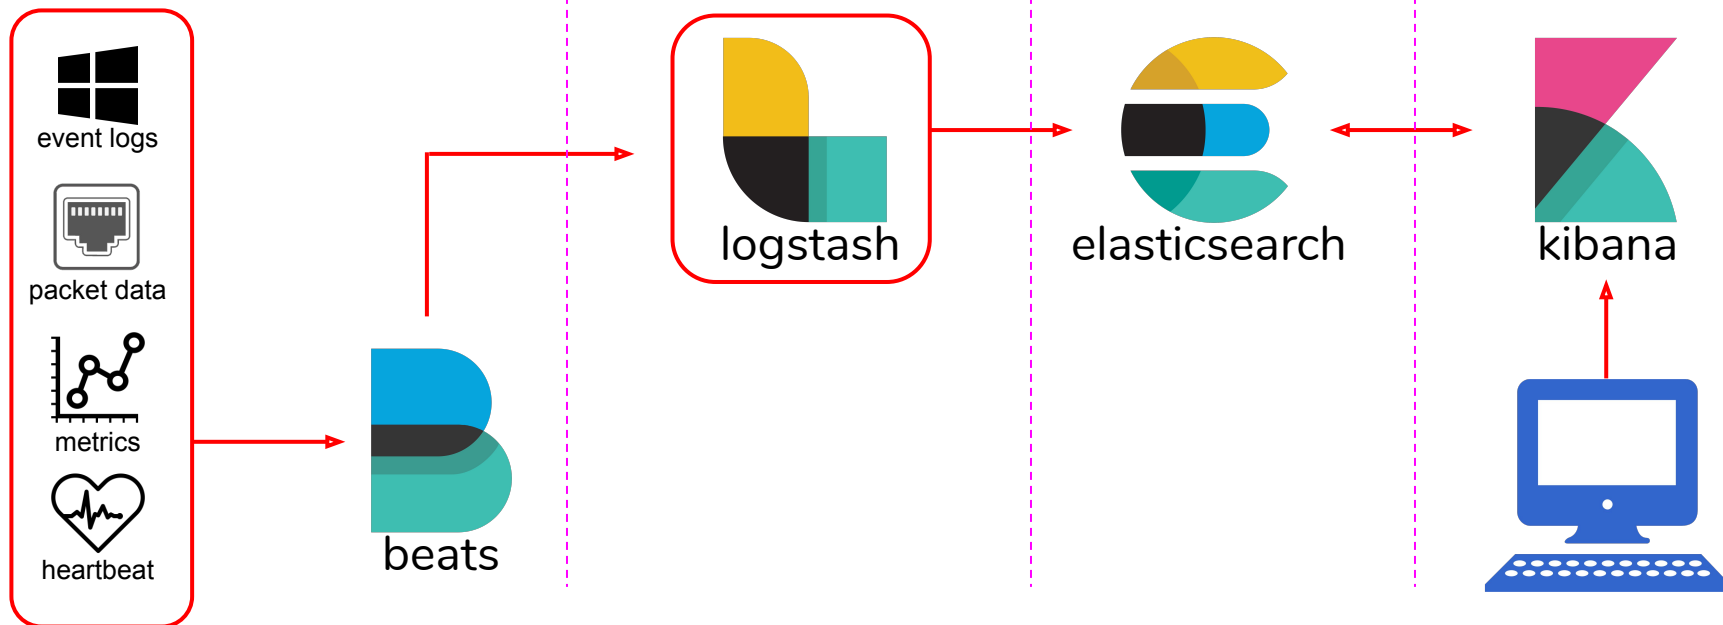 event logs
packet data
metrics
heartbeat
beats
logstash
elasticsearch
kibana